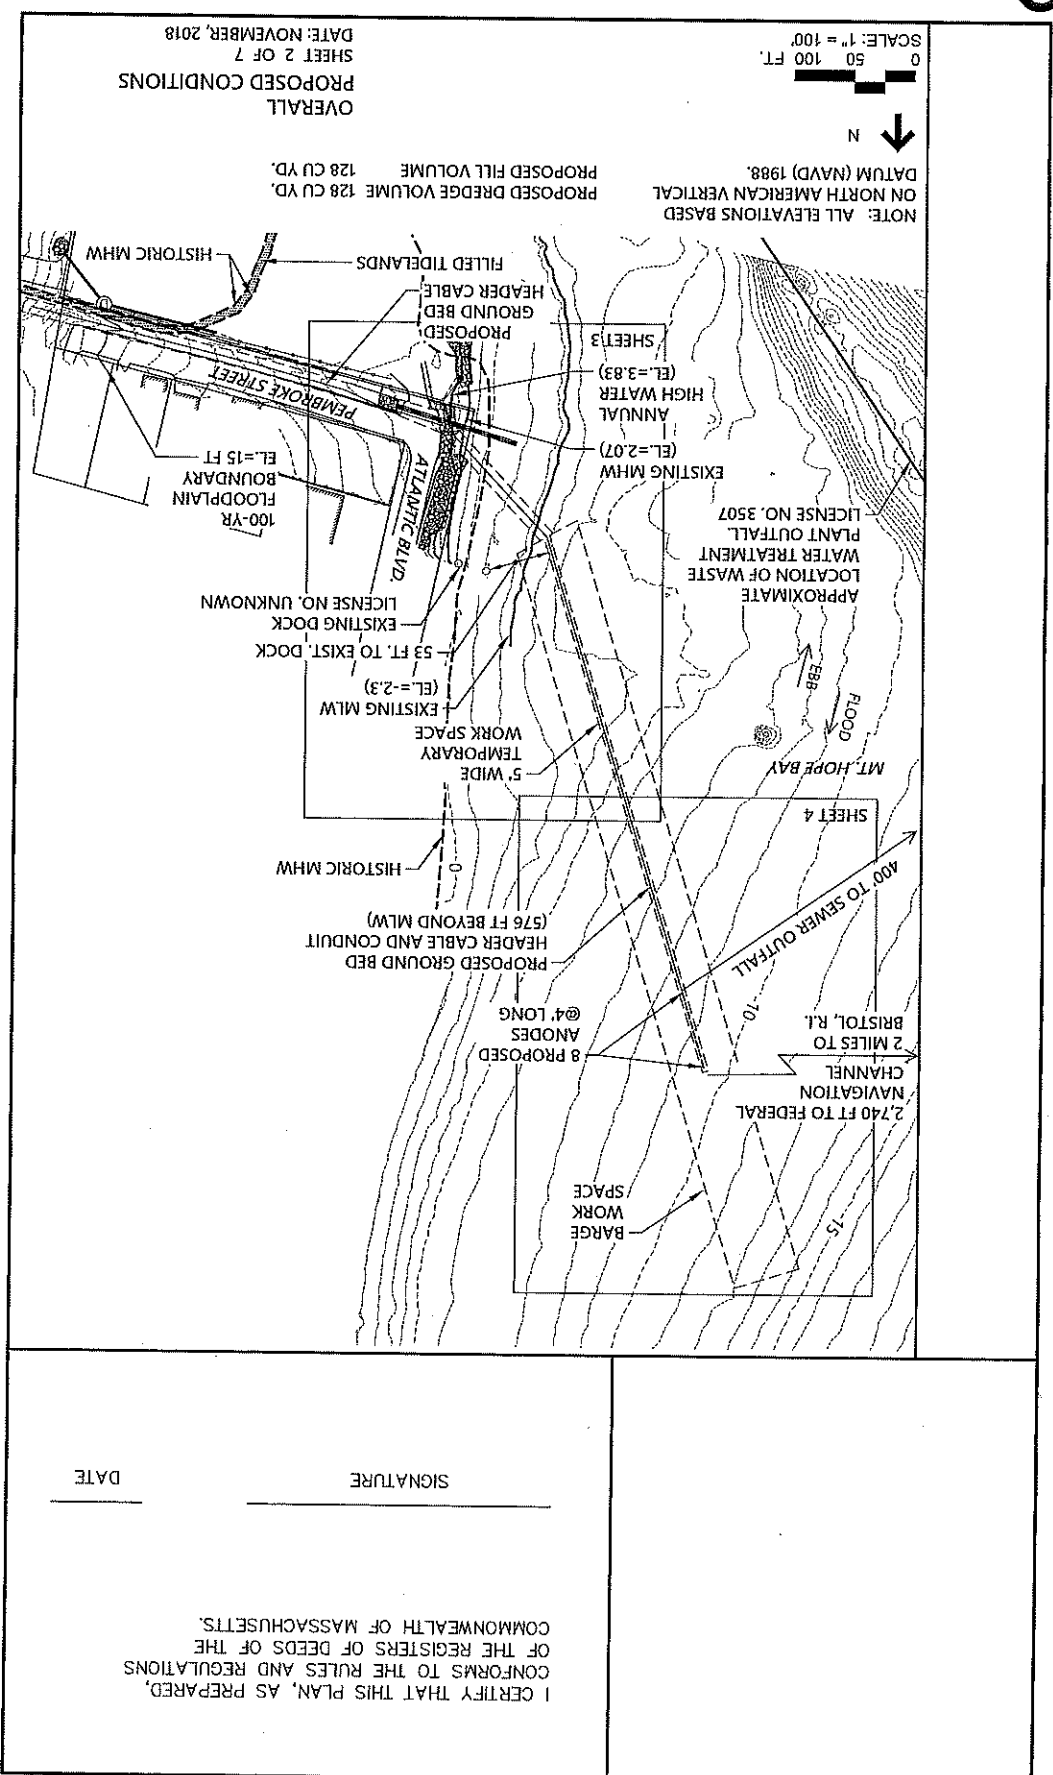 I CERTIFY THAT THIS PLAN, AS PREPARED,
CONFORMS TO THE RULES AND REGULATIONS
OF THE REGISTERS OF DEEDS OF THE
COMMONWEALTH OF MASSACHUSETTS.
SIGNATURE
DATE
BARGE
WORK
SPACE
-15
2,740 FT TO FEDERAL
NAVIGATION
CHANNEL
2 MILES TO
BRISTOL, R.I.
8 PROPOSED
ANODES
@4' LONG
-10
PROPOSED GROUND BED
HEADER CABLE AND CONDUIT
(576 FT BEYOND MLW)
400' TO SEWER OUTFALL
HISTORIC MHW
0
SHEET 4
MT. HOPE BAY
FLOOD
EBB
5' WIDE
TEMPORARY
WORK SPACE
EXISTING MLW
(EL.=-2.3)
53 FT. TO EXIST. DOCK
EXISTING DOCK
LICENSE NO. UNKNOWN
ATLANTIC BLVD.
APPROXIMATE
LOCATION OF WASTE
WATER TREATMENT
PLANT OUTFALL
LICENSE NO. 3507
100-YR
FLOODPLAIN
BOUNDARY
EL.=15 FT
EXISTING MHW
(EL.=2.07)
ANNUAL
HIGH WATER
(EL.=3.83)
PEMBROKE STREET
SHEET 3
PROPOSED
GROUND BED
HEADER CABLE
FILLED TIDELANDS
HISTORIC MHW
NOTE: ALL ELEVATIONS BASED
ON NORTH AMERICAN VERTICAL
DATUM (NAVD) 1988.
PROPOSED DREDGE VOLUME 128 CU YD.
PROPOSED FILL VOLUME 128 CU YD.
N
0 50 100 FT.
SCALE: 1" = 100'
OVERALL
PROPOSED CONDITIONS
SHEET 2 OF 7
DATE: NOVEMBER, 2018